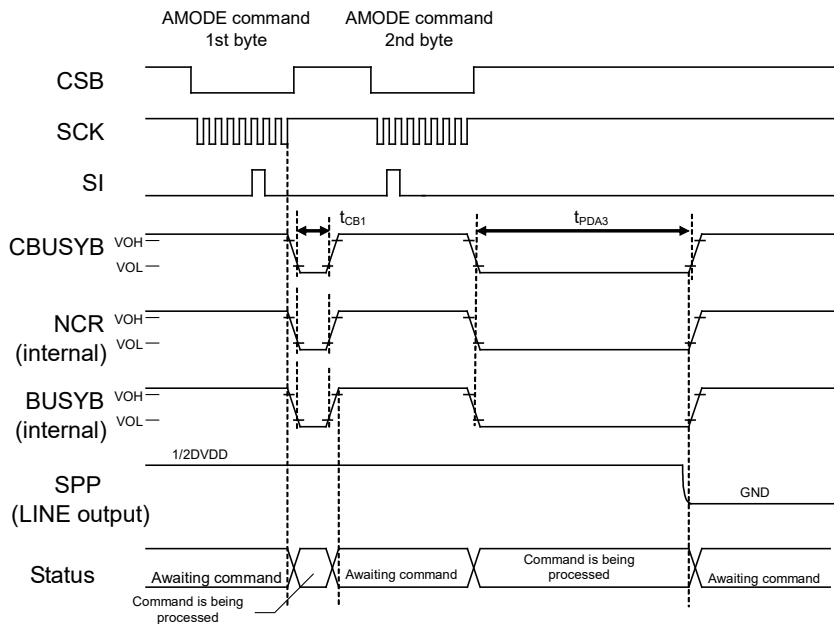 AMODE command
1st byte
AMODE command
2nd byte
CSB
SCK
SI
tCB1
tPDA3
CBUSYB
VOH
VOL
NCR
(internal)
VOH
VOL
BUSYB
(internal)
VOH
VOL
1/2DVDD
SPP
(LINE output)
GND
Status
Awaiting command
Command is being
processed
Awaiting command
Command is being
processed
Awaiting command